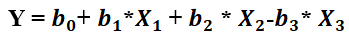 Y = b₀+ b₁*X₁ + b₂ * X₂-b₃* X₃